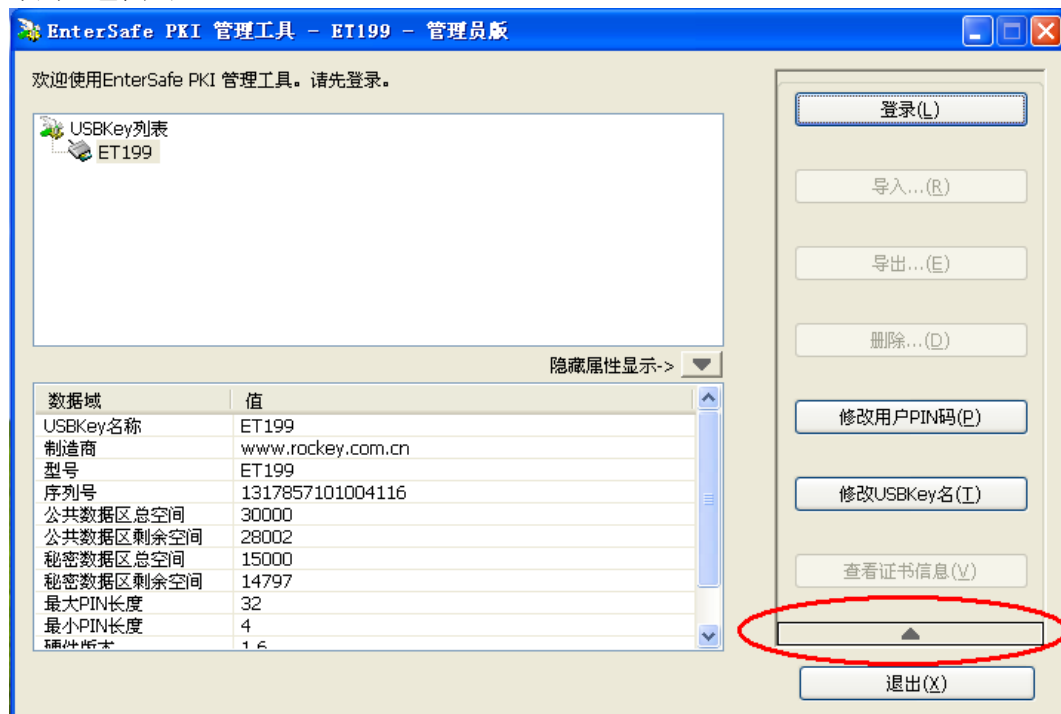 EnterSafe PKI 管理工具 - ET199 - 管理员版
欢迎使用EnterSafe PKI 管理工具。请先登录。
USBKey列表
ET199
隐藏属性显示->
数据域 值
USBKey名称 ET199
制造商 www.rockey.com.cn
型号 ET199
序列号 1317857101004116
公共数据区总空间 30000
公共数据区剩余空间 28002
秘密数据区总空间 15000
秘密数据区剩余空间 14797
最大PIN长度 32
最小PIN长度 4
硬件版本 1.6
登录(L)
导入...(R)
导出...(E)
删除...(D)
修改用户PIN码(P)
修改USBKey名(T)
查看证书信息(V)
退出(X)